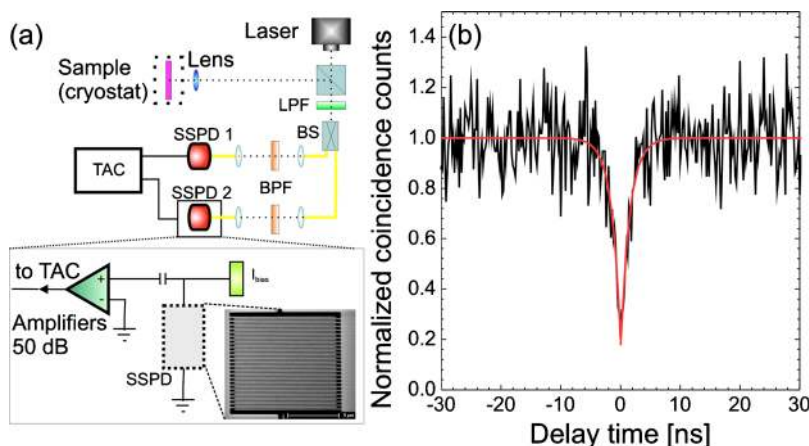 (a)
Laser
Lens
Sample
(cryostat)
LPF
BS
SSPD 1
TAC
SSPD 2
BPF
to TAC
+
-
I bias
Amplifiers
50 dB
SSPD
(b)
Normalized coincidence counts
1.4
1.2
1.0
0.8
0.6
0.4
0.2
0.0
-30
-20
-10
0
10
20
30
Delay time [ns]